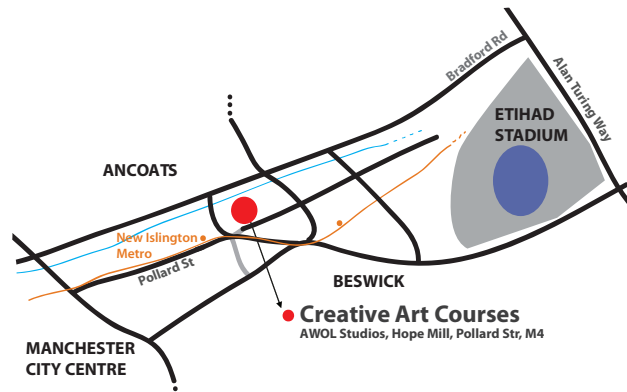 Bradford Rd
Alan Turing Way
ETIHAD
STADIUM
ANCOATS
New Islington
Metro
Pollard St
BESWICK
Creative Art Courses
AWOL Studios, Hope Mill, Pollard Str, M4
MANCHESTER
CITY CENTRE